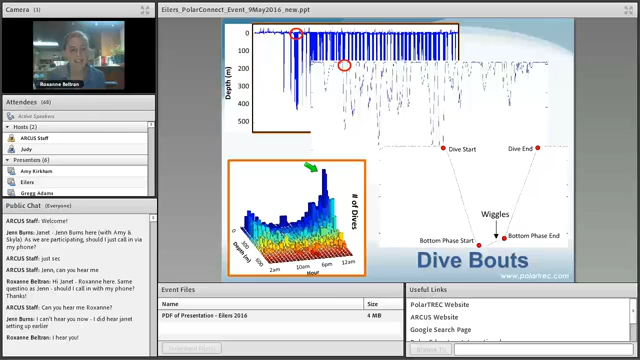 Camera 1
Roxanne Beltran
Attendees (68)
Active Speakers
Hosts (2)
ARCUS Staff
Judy
Presenters (6)
Amy Kirkham
Eilers
Gregg Adams
Public Chat (Everyone)
ARCUS Staff: Welcome!
Jenn Burns: Jenn Burns here (with Amy &
Skyla). As we are participating, should I just call in via
my phone?
ARCUS Staff: just sec
ARCUS Staff: Jenn, can you hear me
Roxanne: Hi Janet - Roxanne here. Same
questino as Jenn - should I call in with my phone?
Thanks!
ARCUS Staff: Can you hear me Roxanne?
Jenn Burns: I can't hear you now - I did hear janet
setting up earlier
Roxanne: I hear you!
Eilers_PolarConnect_Event_9May2016_new.ppt
Depth (m)
0
100
200
300
400
500
Dive Start
Dive End
Wiggles
Bottom Phase Start
Bottom Phase End
# of Dives
Depth (m)
300
600
2am
10am
Hour
6pm
12am
Dive Bouts
www.polartrec.com
Event Files
Name
Size
PDF of Presentation - Eilers 2016
4 MB
Useful Links
PolarTREC Website
ARCUS Website
Google Search Page
Browse To